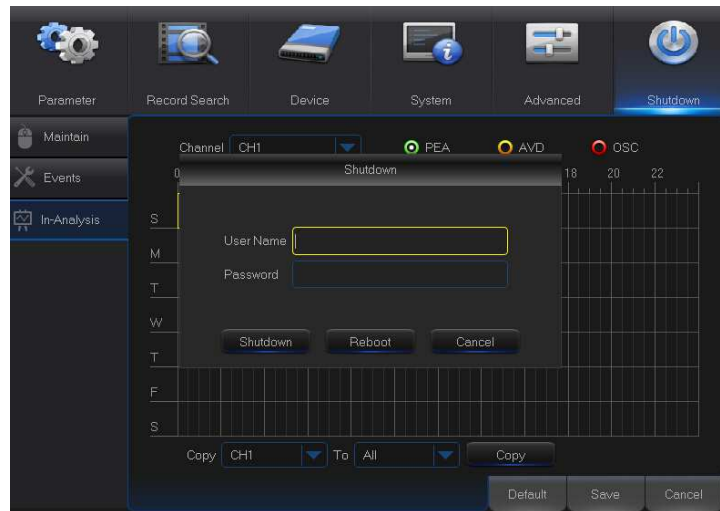 Parameter Record Search Device System Advanced Shutdown
Maintain
Events
In-Analysis
Channel CH1 PEA AVD OSC
Shutdown
0 18 20 22
S
User Name
M
Password
T
W
Shutdown Reboot Cancel
T
F
S
Copy CH1 To All Copy
Default Save Cancel